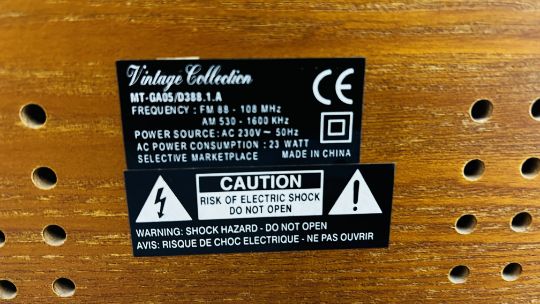 Vintage Collection
MT-GA05/D388.1.A
FREQUENCY : FM 88 - 108 MHz
AM 530 - 1600 KHz
POWER SOURCE : AC 230V ~ 50Hz
AC POWER CONSUMPTION : 23 WATT
SELECTIVE MARKETPLACE MADE IN CHINA
CE
CAUTION
RISK OF ELECTRIC SHOCK
DO NOT OPEN
WARNING: SHOCK HAZARD - DO NOT OPEN
AVIS: RISQUE DE CHOC ELECTRIQUE - NE PAS OUVRIR